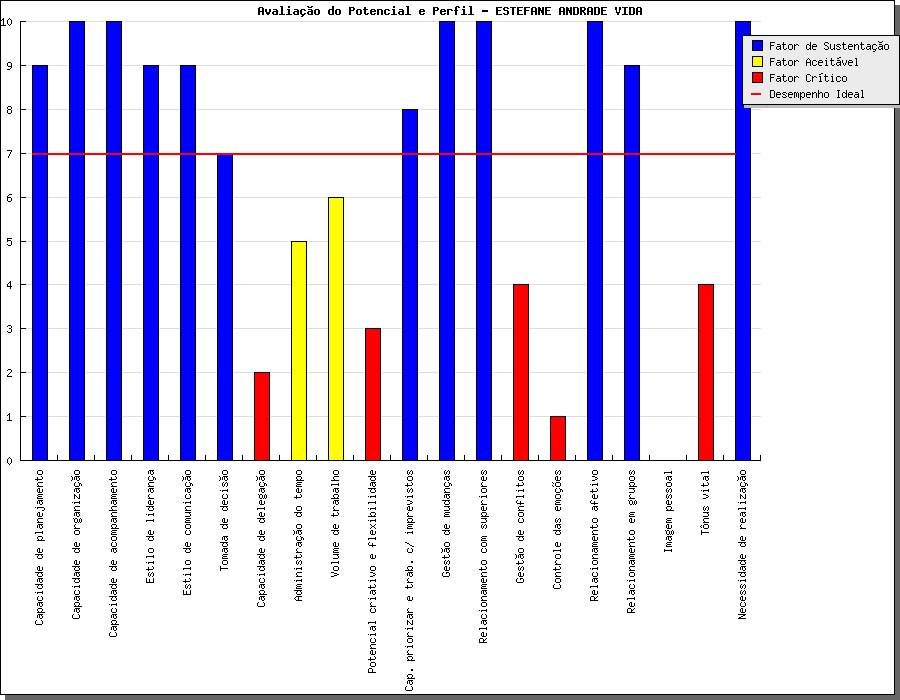 Avaliação do Potencial e Perfil - ESTEFANE ANDRADE VIDA
10
9
8
7
6
5
4
3
2
1
0
Fator de Sustentação
Fator Aceitável
Fator Crítico
Desempenho Ideal
Capacidade de planejamento
Capacidade de organização
Capacidade de acompanhamento
Estilo de liderança
Estilo de comunicação
Tomada de decisão
Capacidade de delegação
Administração do tempo
Volume de trabalho
Potencial criativo e flexibilidade
Cap. priorizar e trab. c/ imprevistos
Gestão de mudanças
Relacionamento com superiores
Gestão de conflitos
Controle das emoções
Relacionamento afetivo
Relacionamento em grupos
Imagem pessoal
Tônus vital
Necessidade de realização